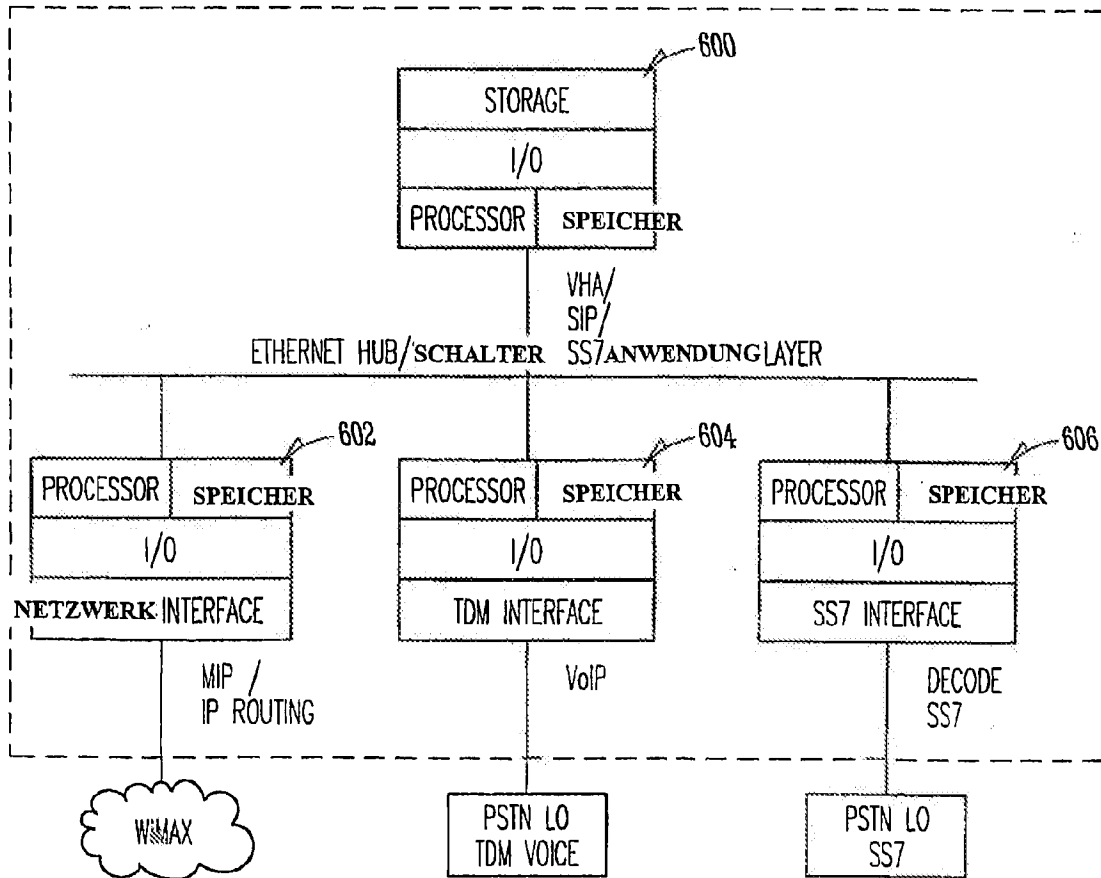 600
STORAGE
I/O
PROCESSOR SPEICHER
VHA/
SIP/
ETHERNET HUB/SCHALTER SS7ANWENDUNG LAYER
602
604
606
PROCESSOR SPEICHER
PROCESSOR SPEICHER
PROCESSOR SPEICHER
I/O
I/O
I/O
NETZWERK INTERFACE
TDM INTERFACE
SS7 INTERFACE
MIP /
IP ROUTING
VoIP
DECODE
SS7
WiMAX
PSTN LO
TDM VOICE
PSTN LO
SS7